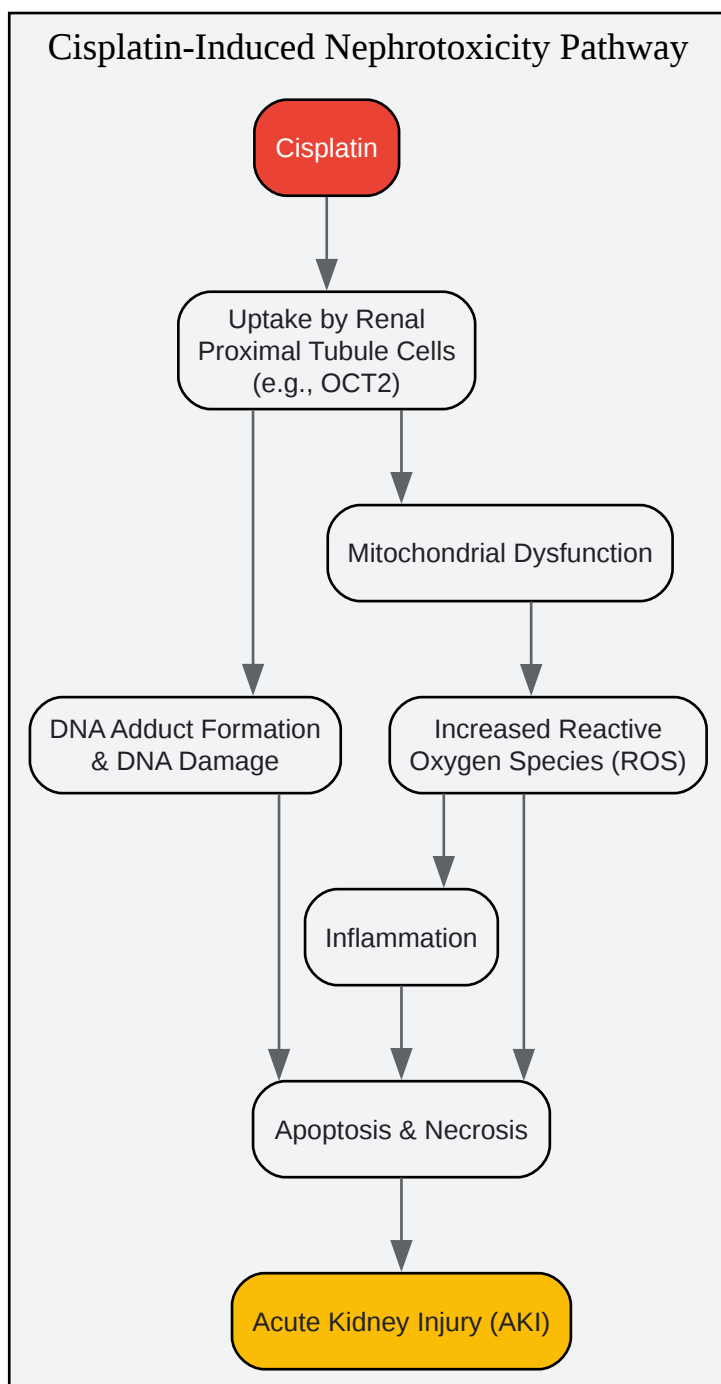 Cisplatin-Induced Nephrotoxicity Pathway
Cisplatin
Uptake by Renal
Proximal Tubule Cells
(e.g., OCT2)
Mitochondrial Dysfunction
DNA Adduct Formation
& DNA Damage
Increased Reactive
Oxygen Species (ROS)
Inflammation
Apoptosis & Necrosis
Acute Kidney Injury (AKI)